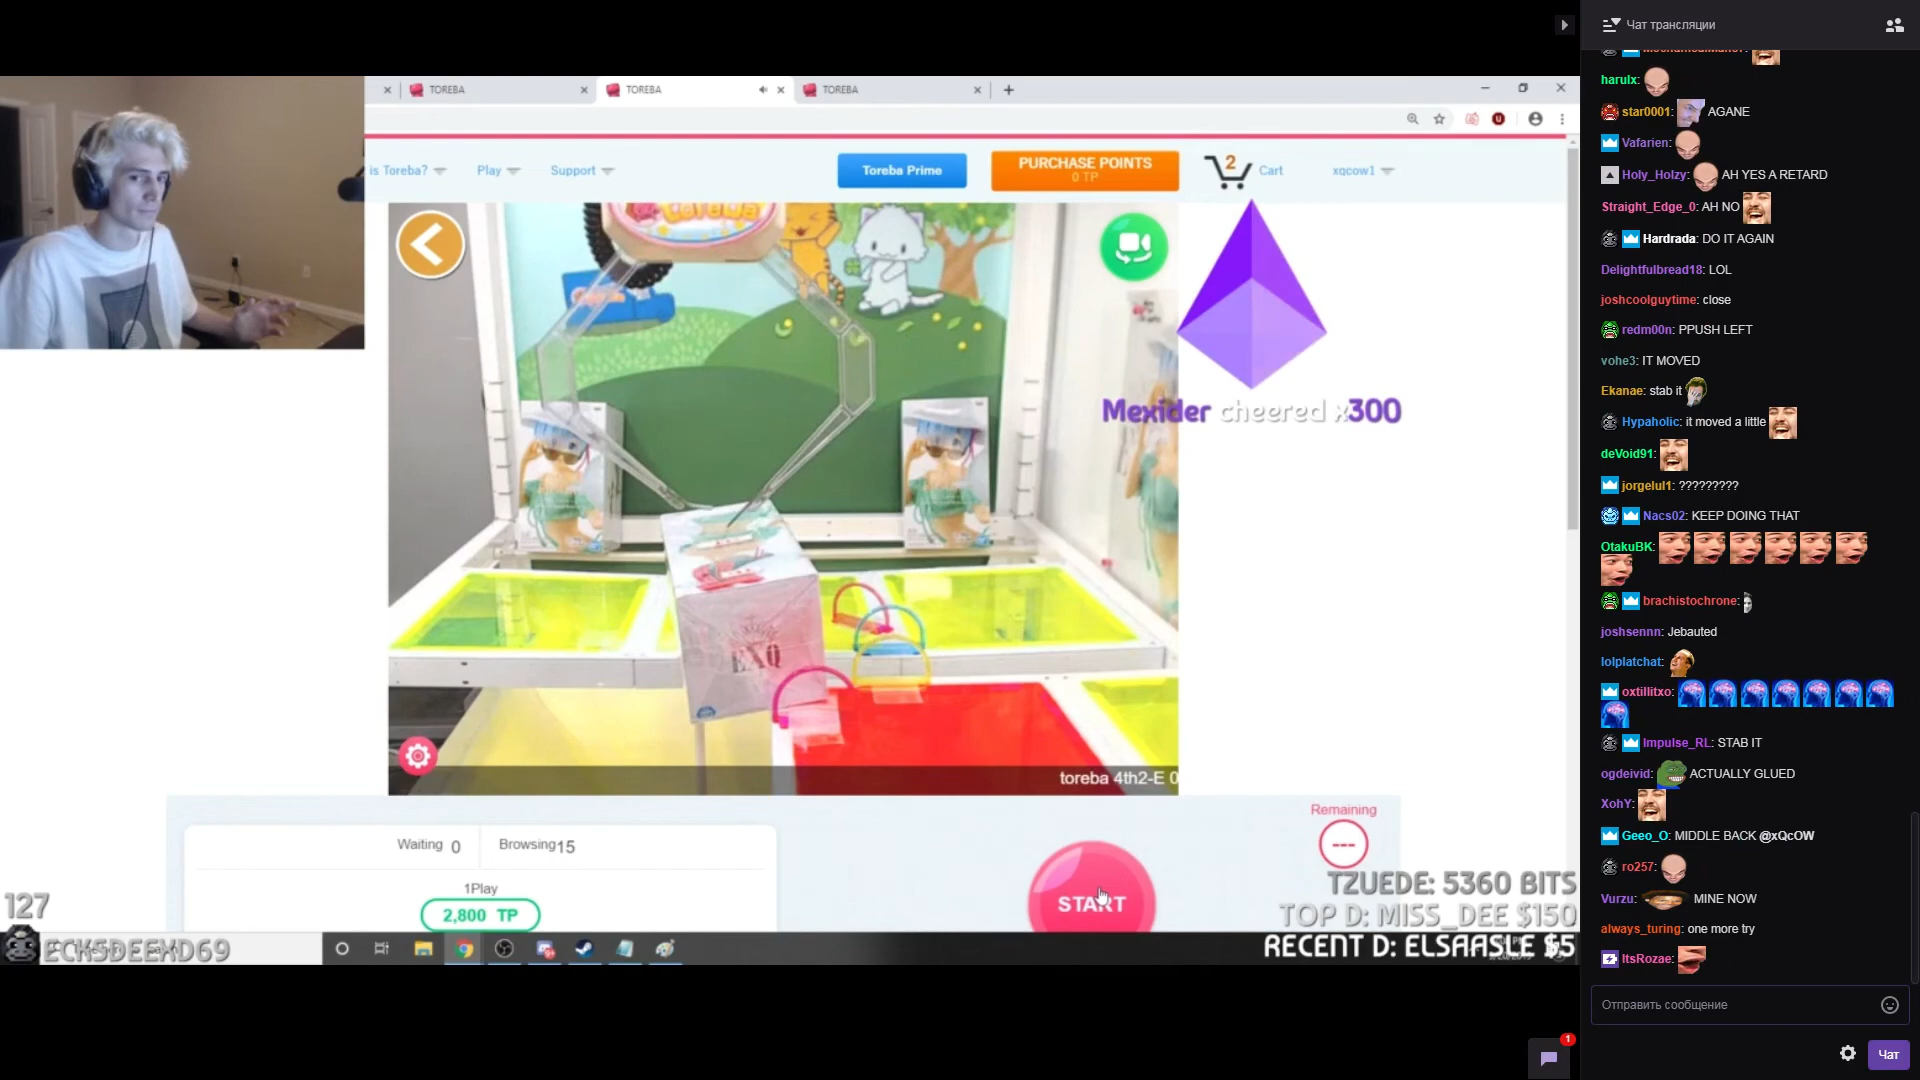 TOREBA
TOREBA
TOREBA
is Toreba?
Play
Support
Toreba Prime
PURCHASE POINTS
0 TP
2
Cart
xqcow1
toreba
Mexider cheered x300
EXQ
toreba 4th2-E 0
Waiting 0
Browsing 15
1Play
2,800 TP
START
Remaining
---
127
ECKSDEEXD69
TZUEDE: 5360 BITS
TOP D: MISS_DEE $150
RECENT D: ELSAASLE $5
Чат трансляции
harulx:
star0001: AGANE
Vafarien:
Holy_Holzy: AH YES A RETARD
Straight_Edge_0: AH NO
Hardrada: DO IT AGAIN
Delightfulbread18: LOL
joshcoolguytime: close
redm00n: PPUSH LEFT
vohe3: IT MOVED
Ekanae: stab it
Hypaholic: it moved a little
deVoid91:
jorgelul1: ?????????
Nacs02: KEEP DOING THAT
OtakuBK:
brachistochrone:
joshsennn: Jebauted
lolplatchat:
oxtillitxo:
Impulse_RL: STAB IT
ogdeivid: ACTUALLY GLUED
XohY:
Geeo_O: MIDDLE BACK @xQcOW
ro257:
Vurzu: MINE NOW
always_turing: one more try
ItsRozae:
Отправить сообщение
1
Чат